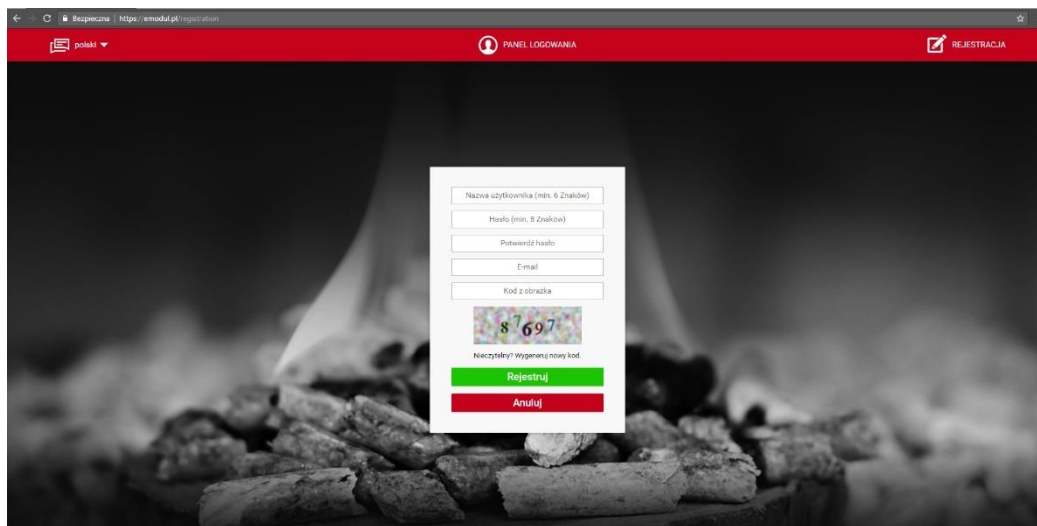 Bezpieczna | https://emodul.pl/registration
polski
PANEL LOGOWANIA
REJESTRACJA
Nazwa użytkownika (min. 6 Znaków)
Hasło (min. 8 Znaków)
Potwierdź hasło
E-mail
Kod z obrazka
87697
Nieczytelny? Wygeneruj nowy kod.
Rejestruj
Anuluj